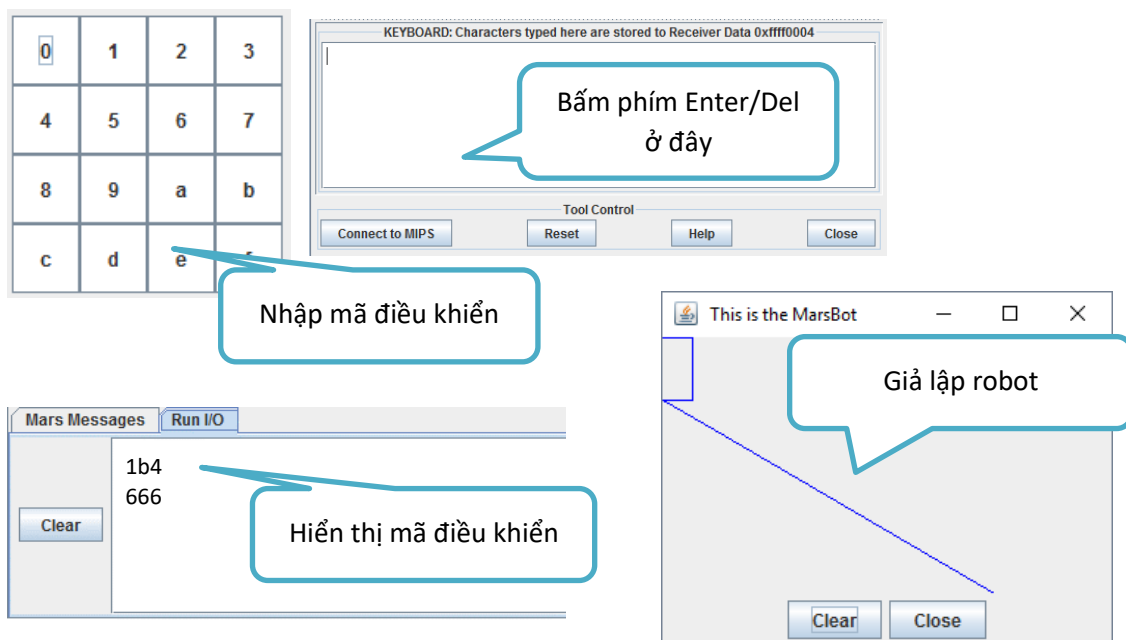 0 1 2 3
4 5 6 7
8 9 a b
c d e
KEYBOARD: Characters typed here are stored to Receiver Data 0xffff0004
Bấm phím Enter/Del
ở đây
Tool Control
Connect to MIPS Reset Help Close
Nhập mã điều khiển
This is the MarsBot
Giả lập robot
Clear Close
Mars Messages Run I/O
1b4
666
Clear
Hiển thị mã điều khiển